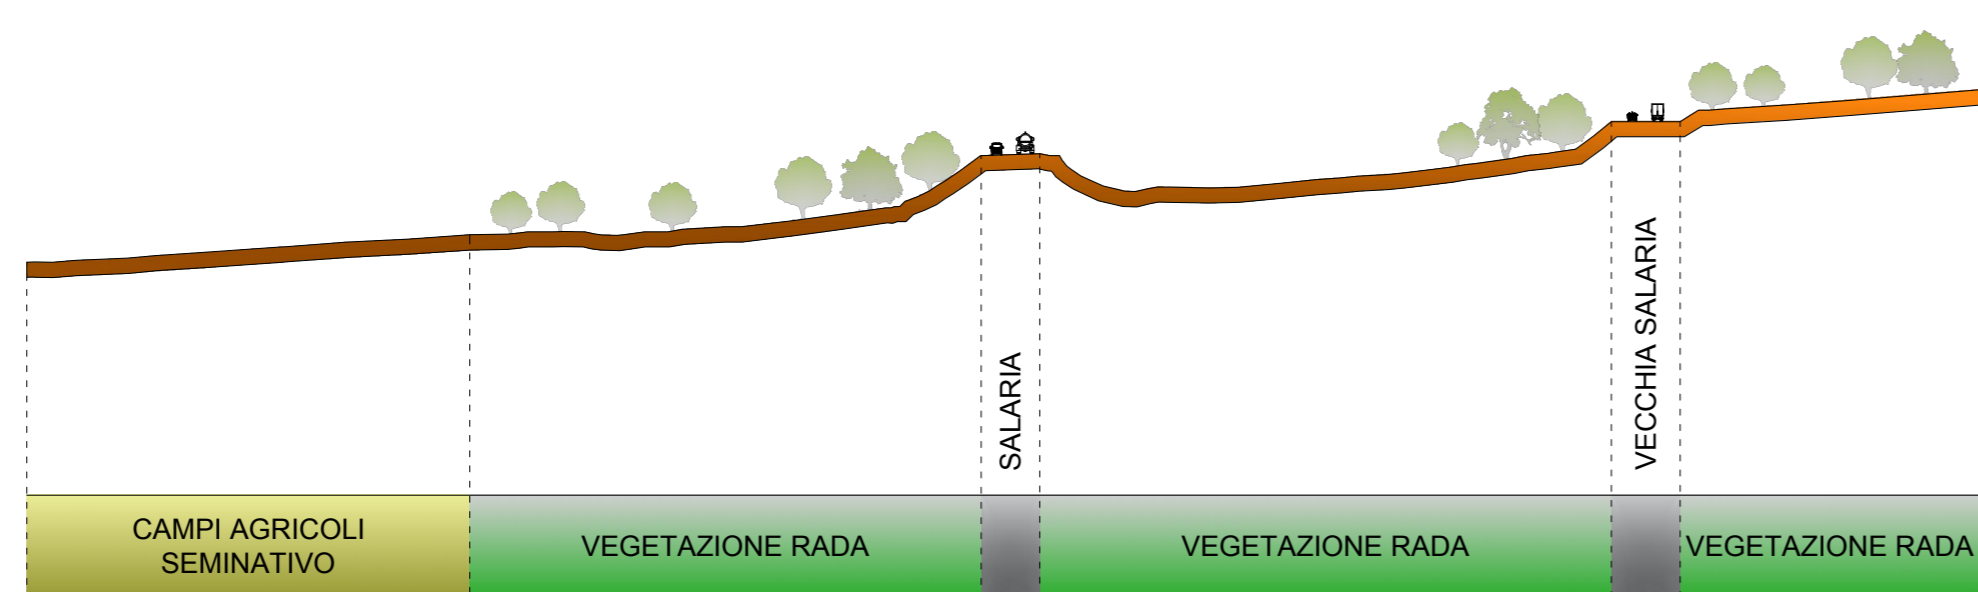 SALARIA
VECCHIA SALARIA
CAMPI AGRICOLI
SEMINATIVO
VEGETAZIONE RADA
VEGETAZIONE RADA
VEGETAZIONE RADA